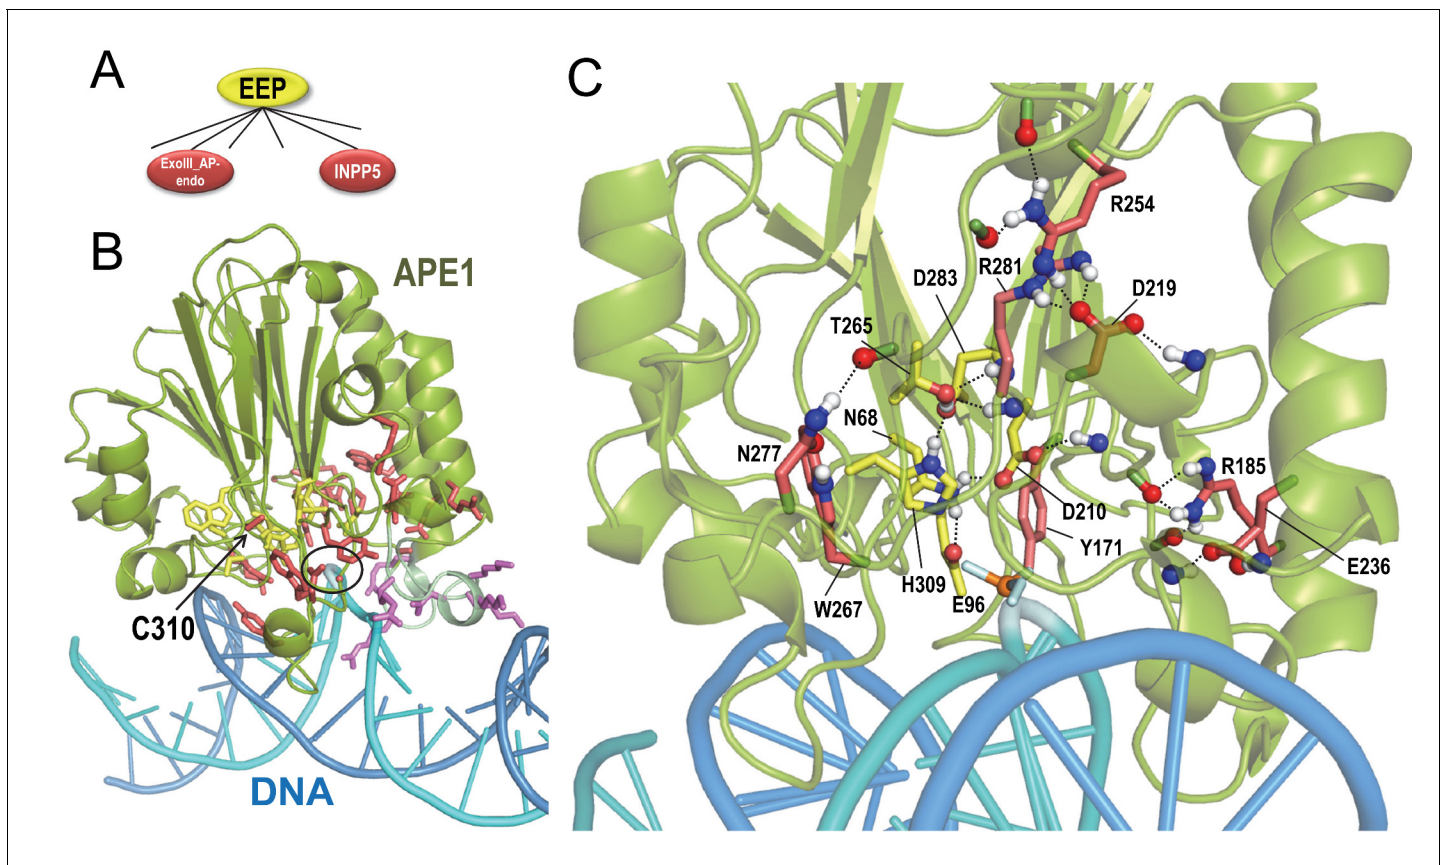 A
EEP
ExoIII_AP-
endo
INPP5
B
APE1
C310
DNA
C
R254
R281
D283
D219
T265
N68
N277
R185
D210
Y171
E236
H309
E96
W267